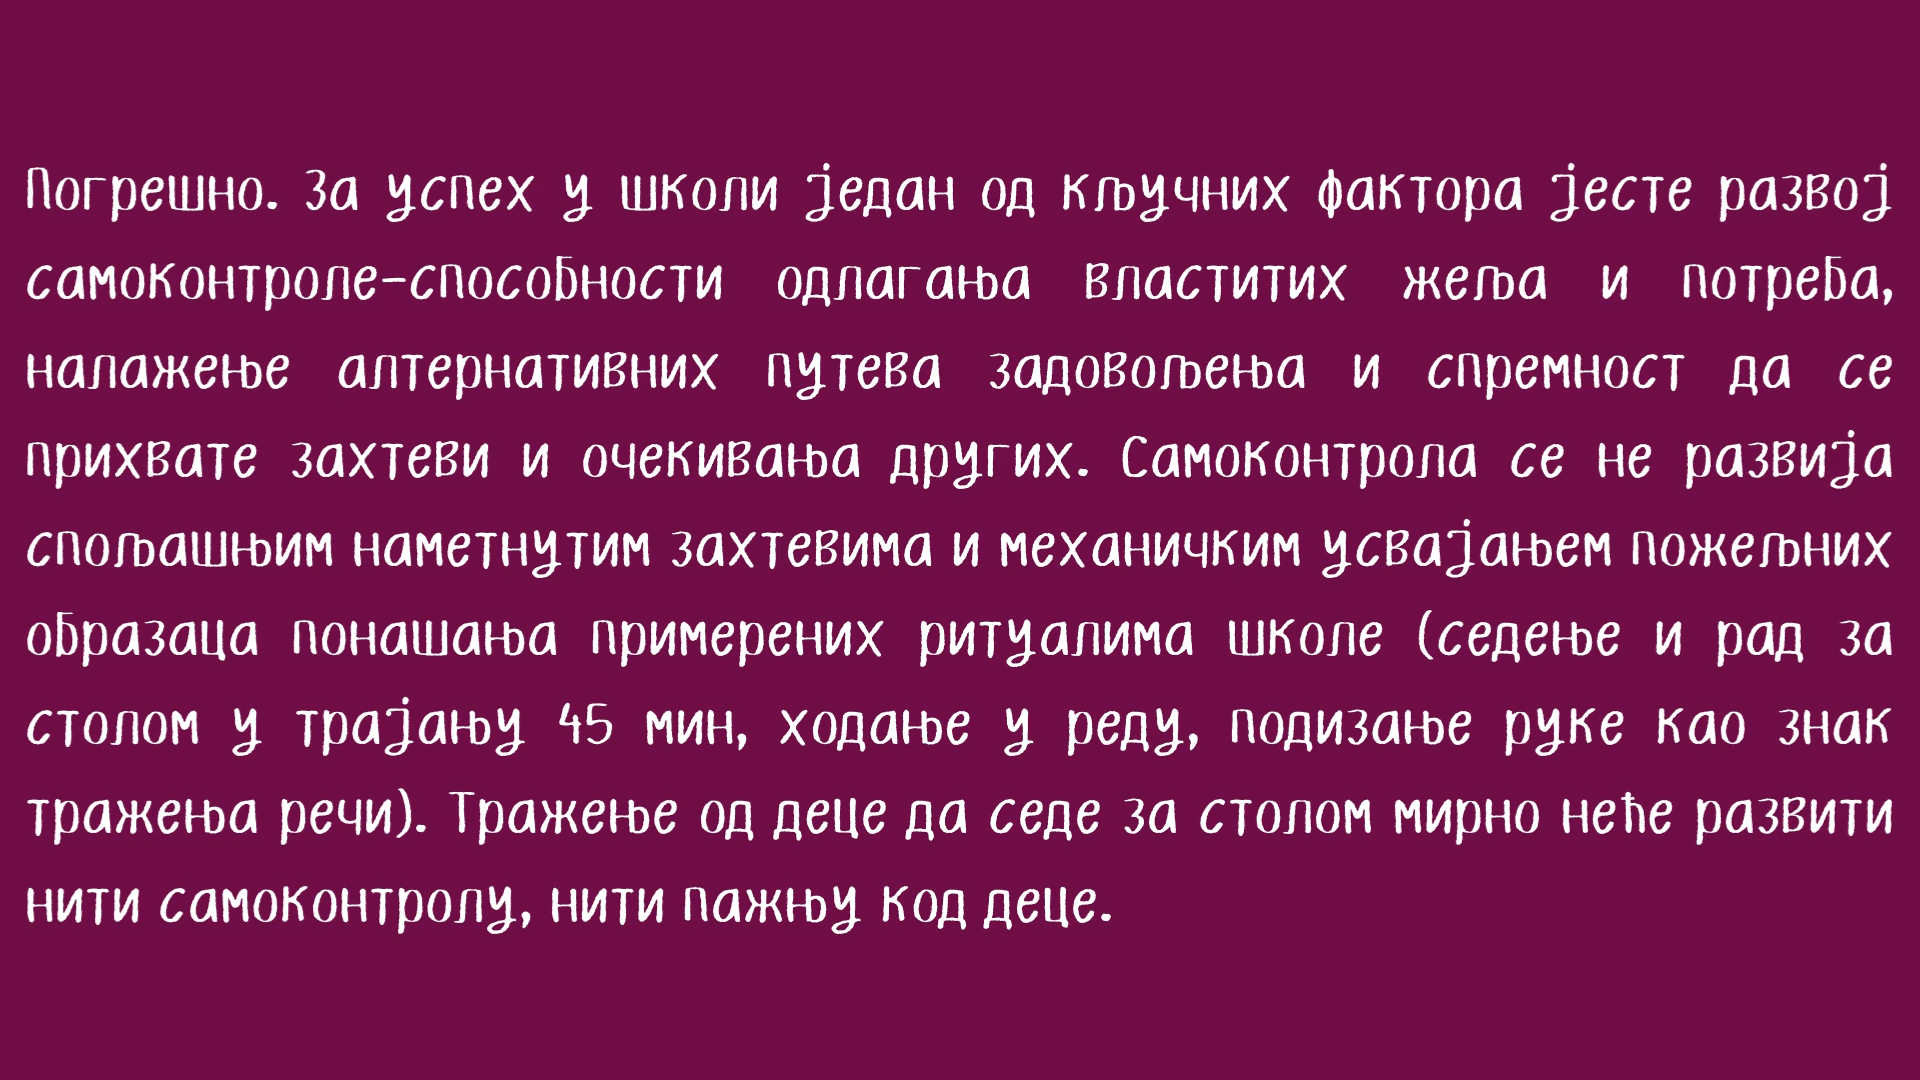 Погрешно. За успех у школи један од кључних фактора јесте развој
самоконтроле-способности одлагања властитих жеља и потреба,
налажење алтернативних путева задовољења и спремност да се
прихвате захтеви и очекивања других. Самоконтрола се не развија
спољашњим наметнутим захтевима и механичким усвајањем пожељних
образаца понашања примерених ритуалима школе (седење и рад за
столом у трајању 45 мин, ходање у реду, подизање руке као знак
тражења речи). Тражење од деце да седе за столом мирно неће развити
нити самоконтролу, нити пажњу код деце.